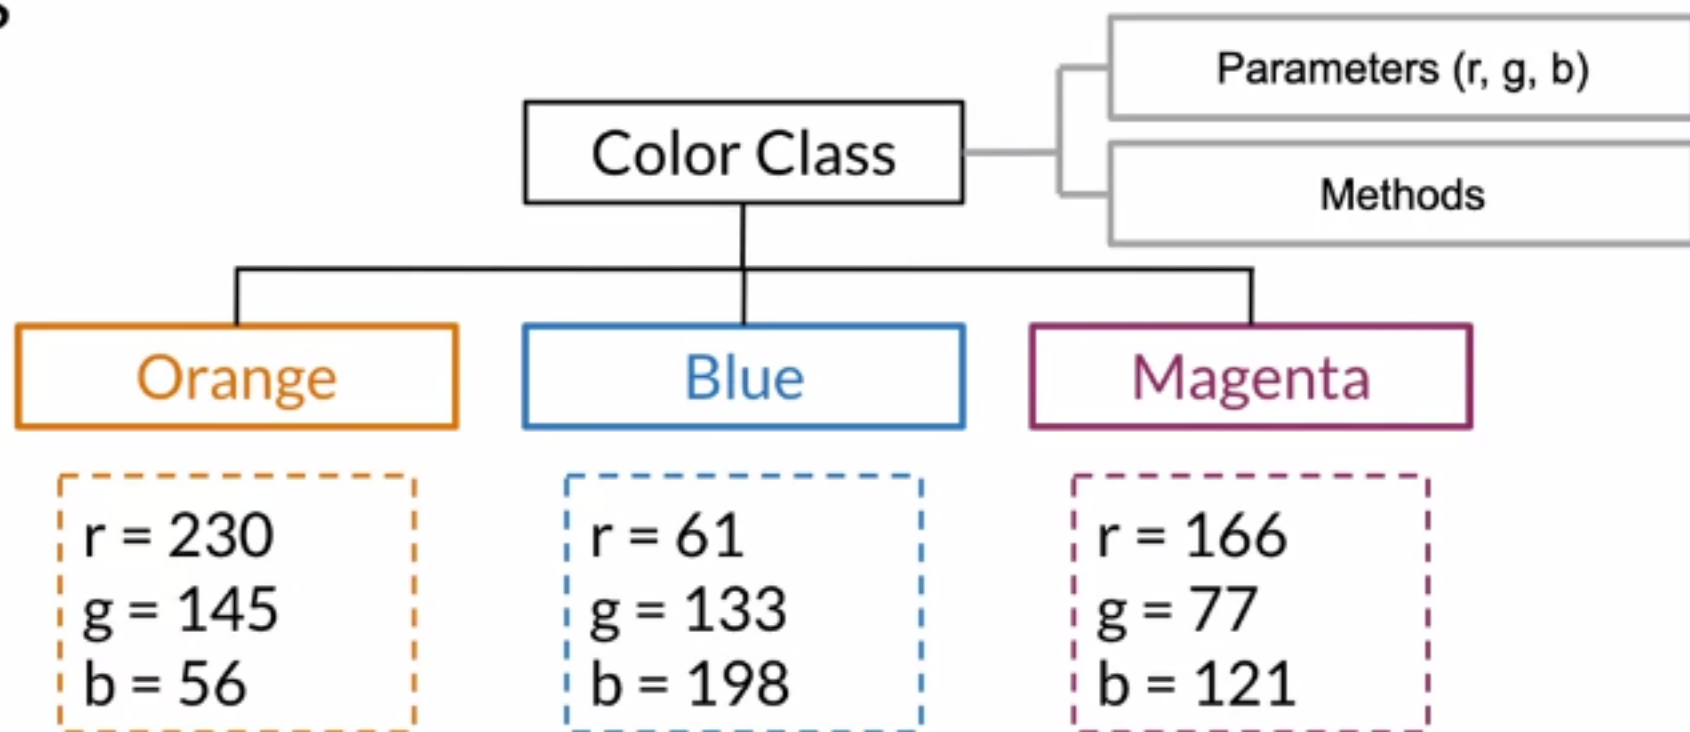 Parameters (r, g, b)
Color Class
Methods
Orange
Blue
Magenta
r = 230
g = 145
b = 56
r = 61
g = 133
b = 198
r = 166
g = 77
b = 121